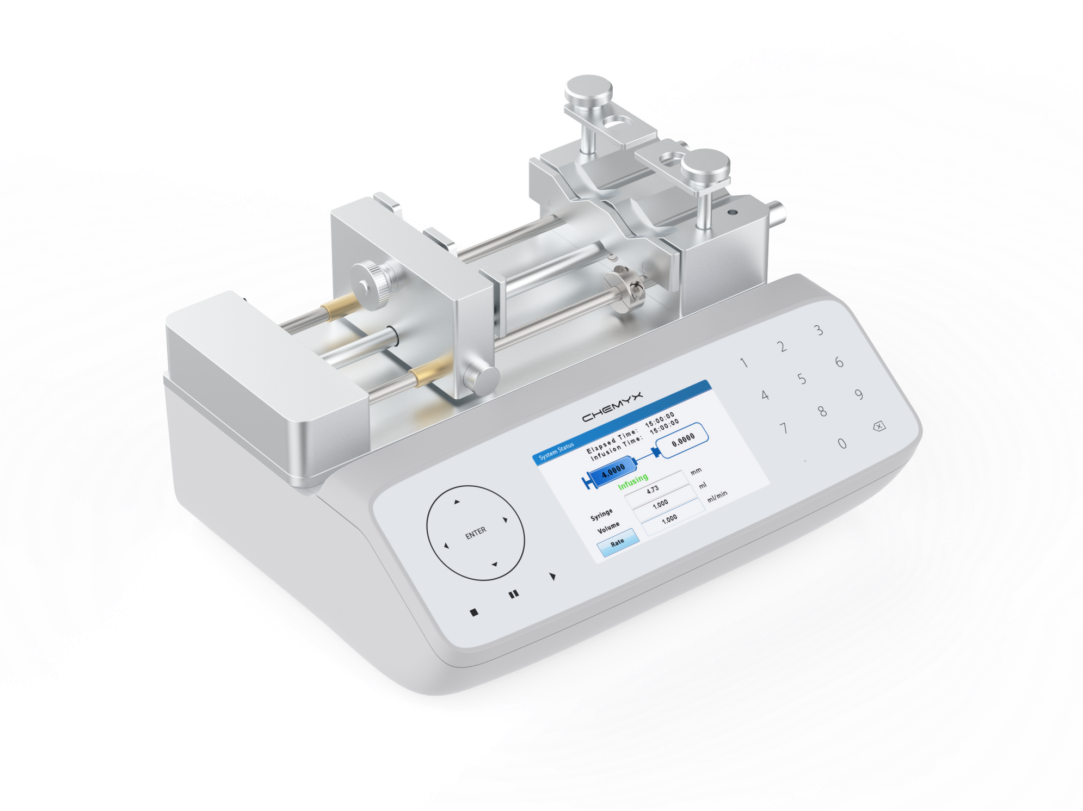 CHEMYX
System Status
Elapsed Time: 15:00:00
Infusion Time: 15:00:00
4.0000
0.0000
Infusing
Syringe 4.73 mm
Volume 1.000 ml
Rate 1.000 ml/min
ENTER
1 2 3
4 5 6
7 8 9
. 0